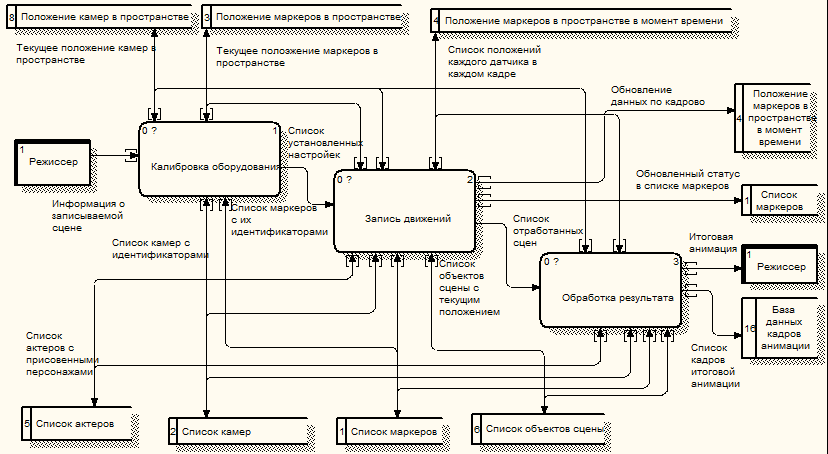 8 Положение камер в пространстве
3 Положение маркеров в пространстве
4 Положение маркеров в пространстве в момент времени
Текущее положение камер в
пространстве
Текущее полозжение маркеров в
пространстве
Список положений
каждого датчика в
каждом кадре
Обновление
данных по кадрово
4
Положение
маркеров в
пространстве
в момент
времени
0 ?
1
Калибровка оборудования
Список
установленных
настройек
1
Режиссер
Информация о
записываемой
сцене
0 ?
2
Запись движений
Обновленный статус
в списке маркеров
1
Список
маркеров
Список маркеров
с их
идентификаторами
Список камер с
идентификаторами
Список
отработанных
сцен
Итоговая
анимация
1
Режиссер
0 ?
3
Обработка результата
Список
объектов
сцены с
текущим
положением
16
База
данных
кадров
анимации
Список
актеров с
присовенными
персонажами
Список
кадров
итоговой
анимации
5 Список актеров
2 Список камер
1 Список маркеров
6 Список объектов сцены